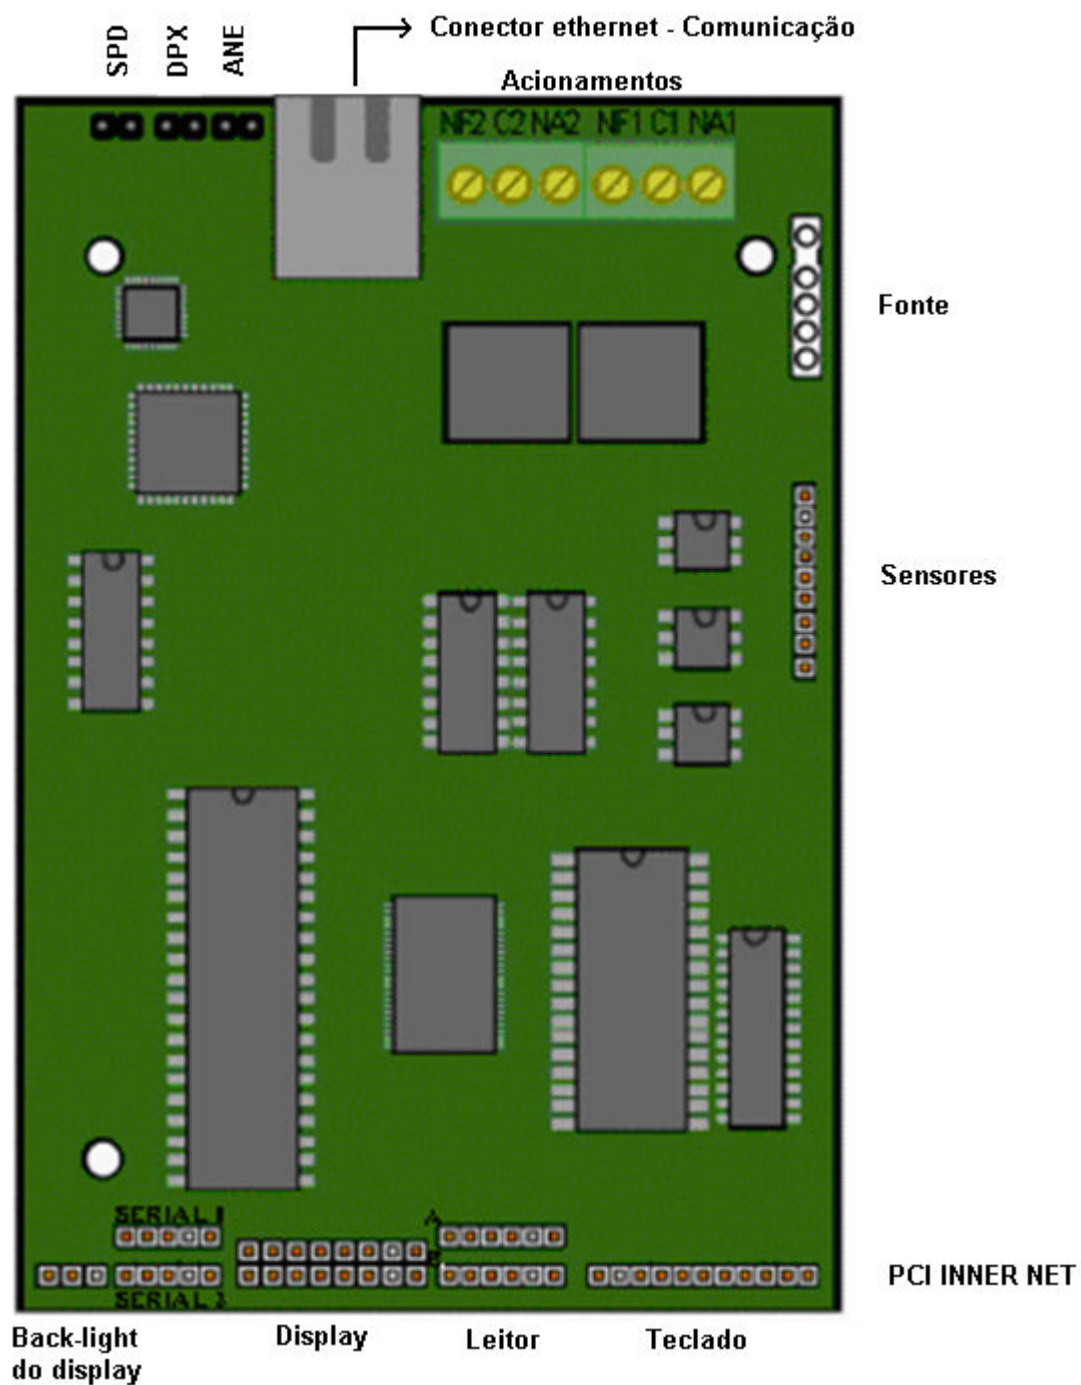 SPD
DPX
ANE
Conector ethernet - Comunicação
Acionamentos
NF2 C2 NA2 NF1 C1 NA1
Fonte
Sensores
SERIAL 1
A
PCI INNER NET
SERIAL 3
Back-light
do display
Display
Leitor
Teclado